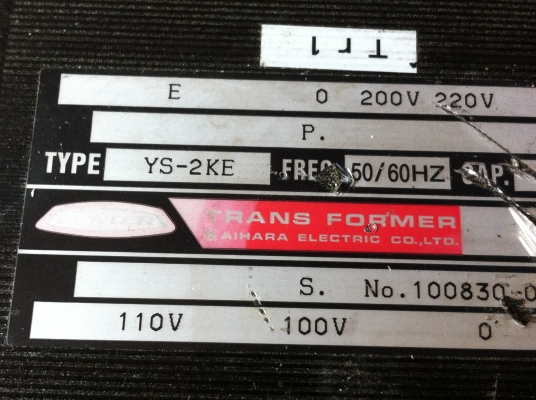 Tr1
E 0 200V 220V
P.
TYPE YS-2KE FREQ. 50/60HZ CAP.
TRANS FORMER
AIHARA ELECTRIC CO.,LTD.
S. No.100830-0
110V 100V 0